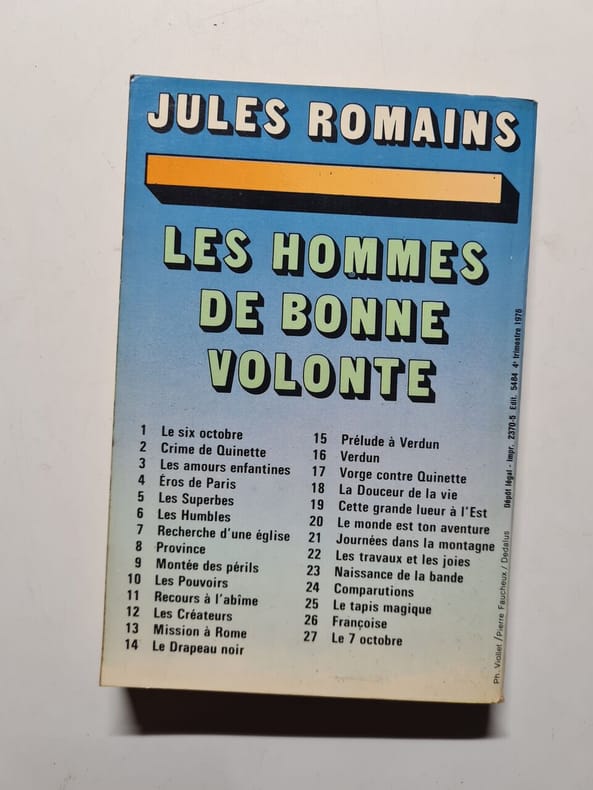 JULES ROMAINS
LES HOMMES
DE BONNE
VOLONTE
1 Le six octobre
2 Crime de Quinette
3 Les amours enfantines
4 Éros de Paris
5 Les Superbes
6 Les Humbles
7 Recherche d'une église
8 Province
9 Montée des périls
10 Les Pouvoirs
11 Recours à l'abîme
12 Les Créateurs
13 Mission à Rome
14 Le Drapeau noir
15 Prélude à Verdun
16 Verdun
17 Vorge contre Quinette
18 La Douceur de la vie
19 Cette grande lueur à l'Est
20 Le monde est ton aventure
21 Journées dans la montagne
22 Les travaux et les joies
23 Naissance de la bande
24 Comparutions
25 Le tapis magique
26 Françoise
27 Le 7 octobre
Ph. Viollet / Pierre Faucheux / Dedalus
Dépôt légal - Impr. 2370-5 Edit. 5484 4e trimestre 1976